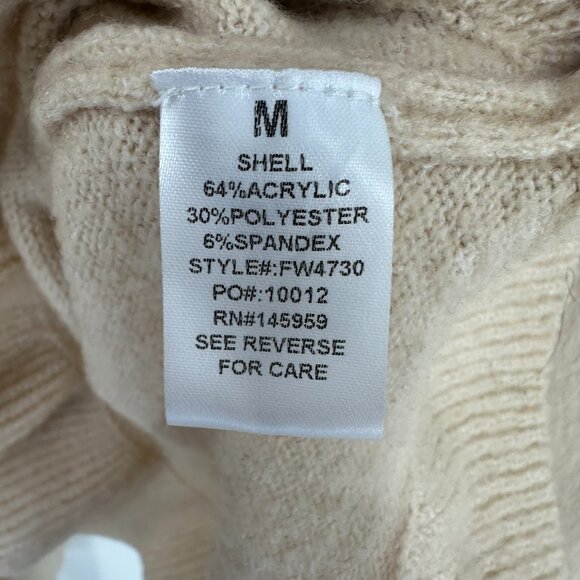 M
SHELL
64%ACRYLIC
30%POLYESTER
6%SPANDEX
STYLE#:FW4730
PO#:10012
RN#145959
SEE REVERSE
FOR CARE